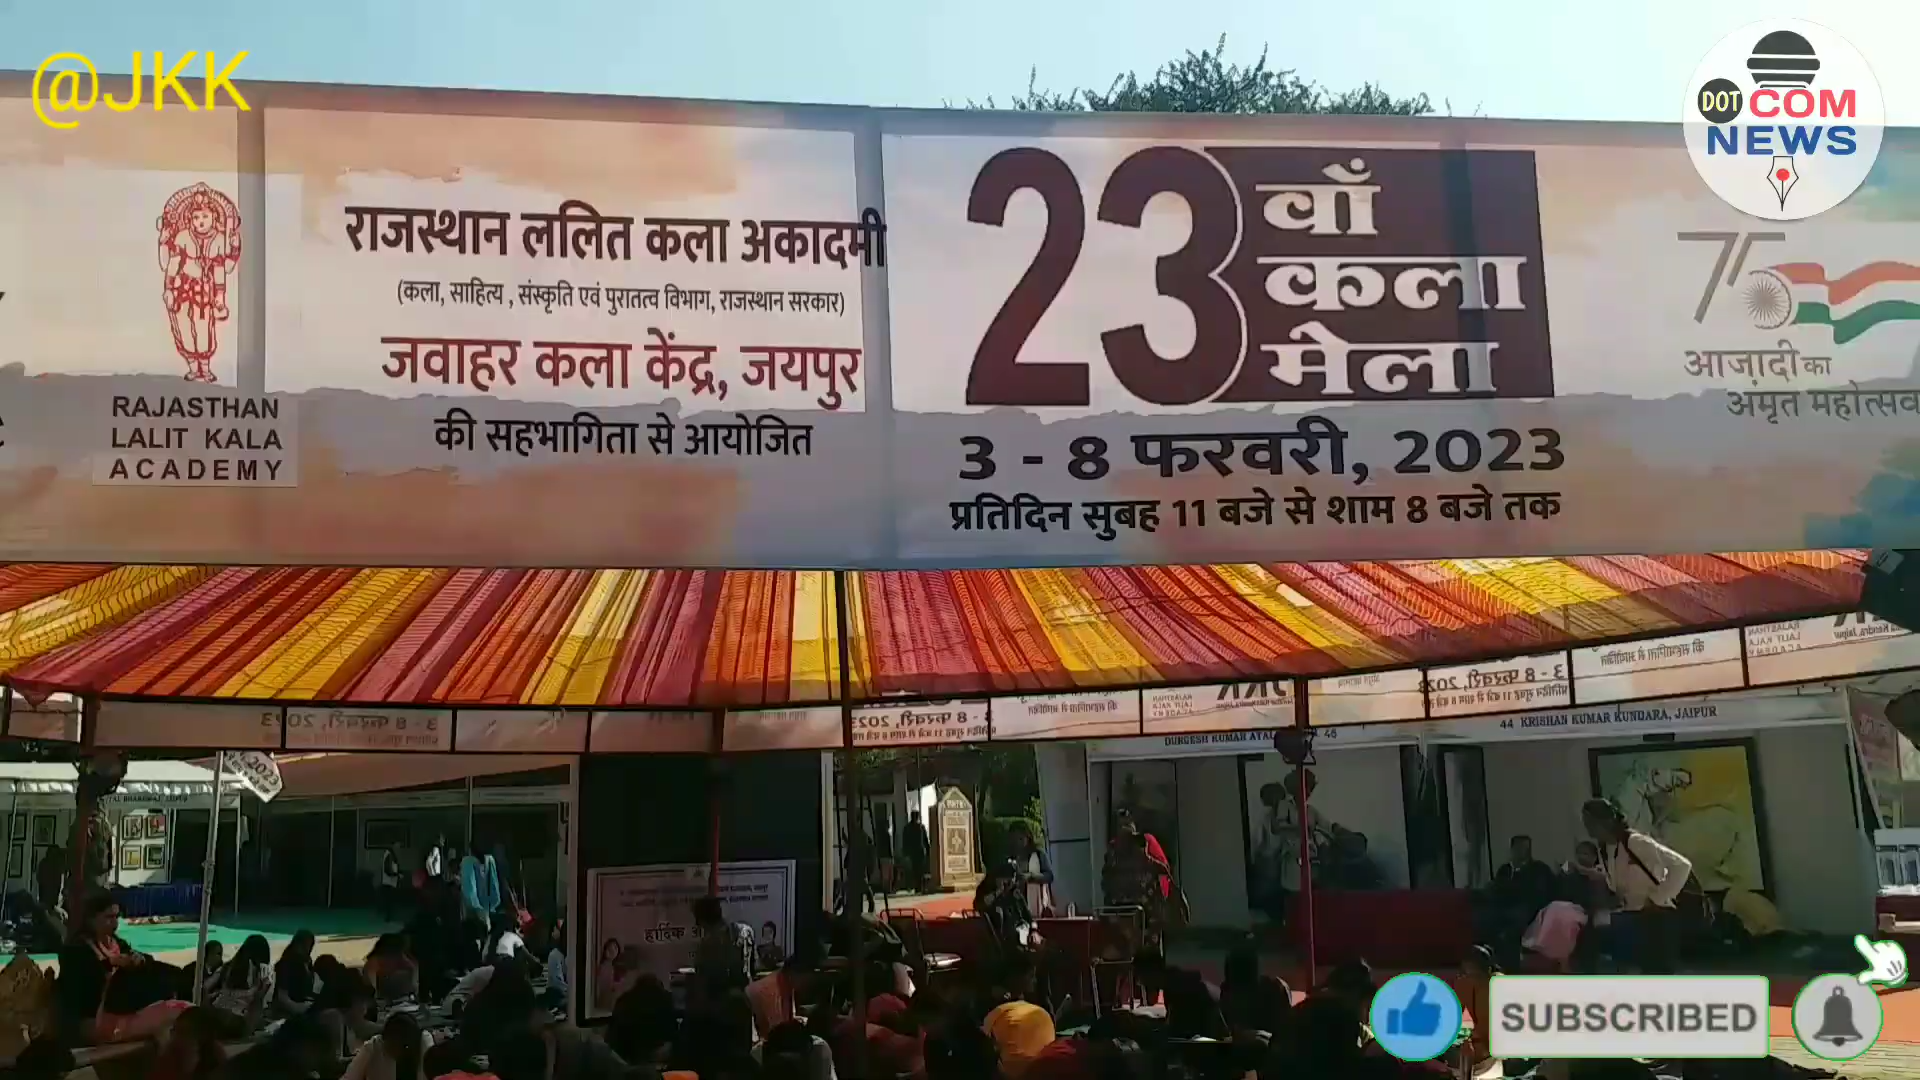 @JKK
DOT COM
NEWS
राजस्थान ललित कला अकादमी
(कला, साहित्य , संस्कृति एवं पुरातत्व विभाग, राजस्थान सरकार)
जवाहर कला केंद्र, जयपुर
की सहभागिता से आयोजित
RAJASTHAN
LALIT KALA
ACADEMY
23 वाँ
कला
मेला
3 - 8 फरवरी, 2023
प्रतिदिन सुबह 11 बजे से शाम 8 बजे तक
75
आज़ादी का
अमृत महोत्सव
44 KRISHAN KUMAR KUNDARA, JAIPUR
DURGESH KUMAR
हार्दिक
SUBSCRIBED